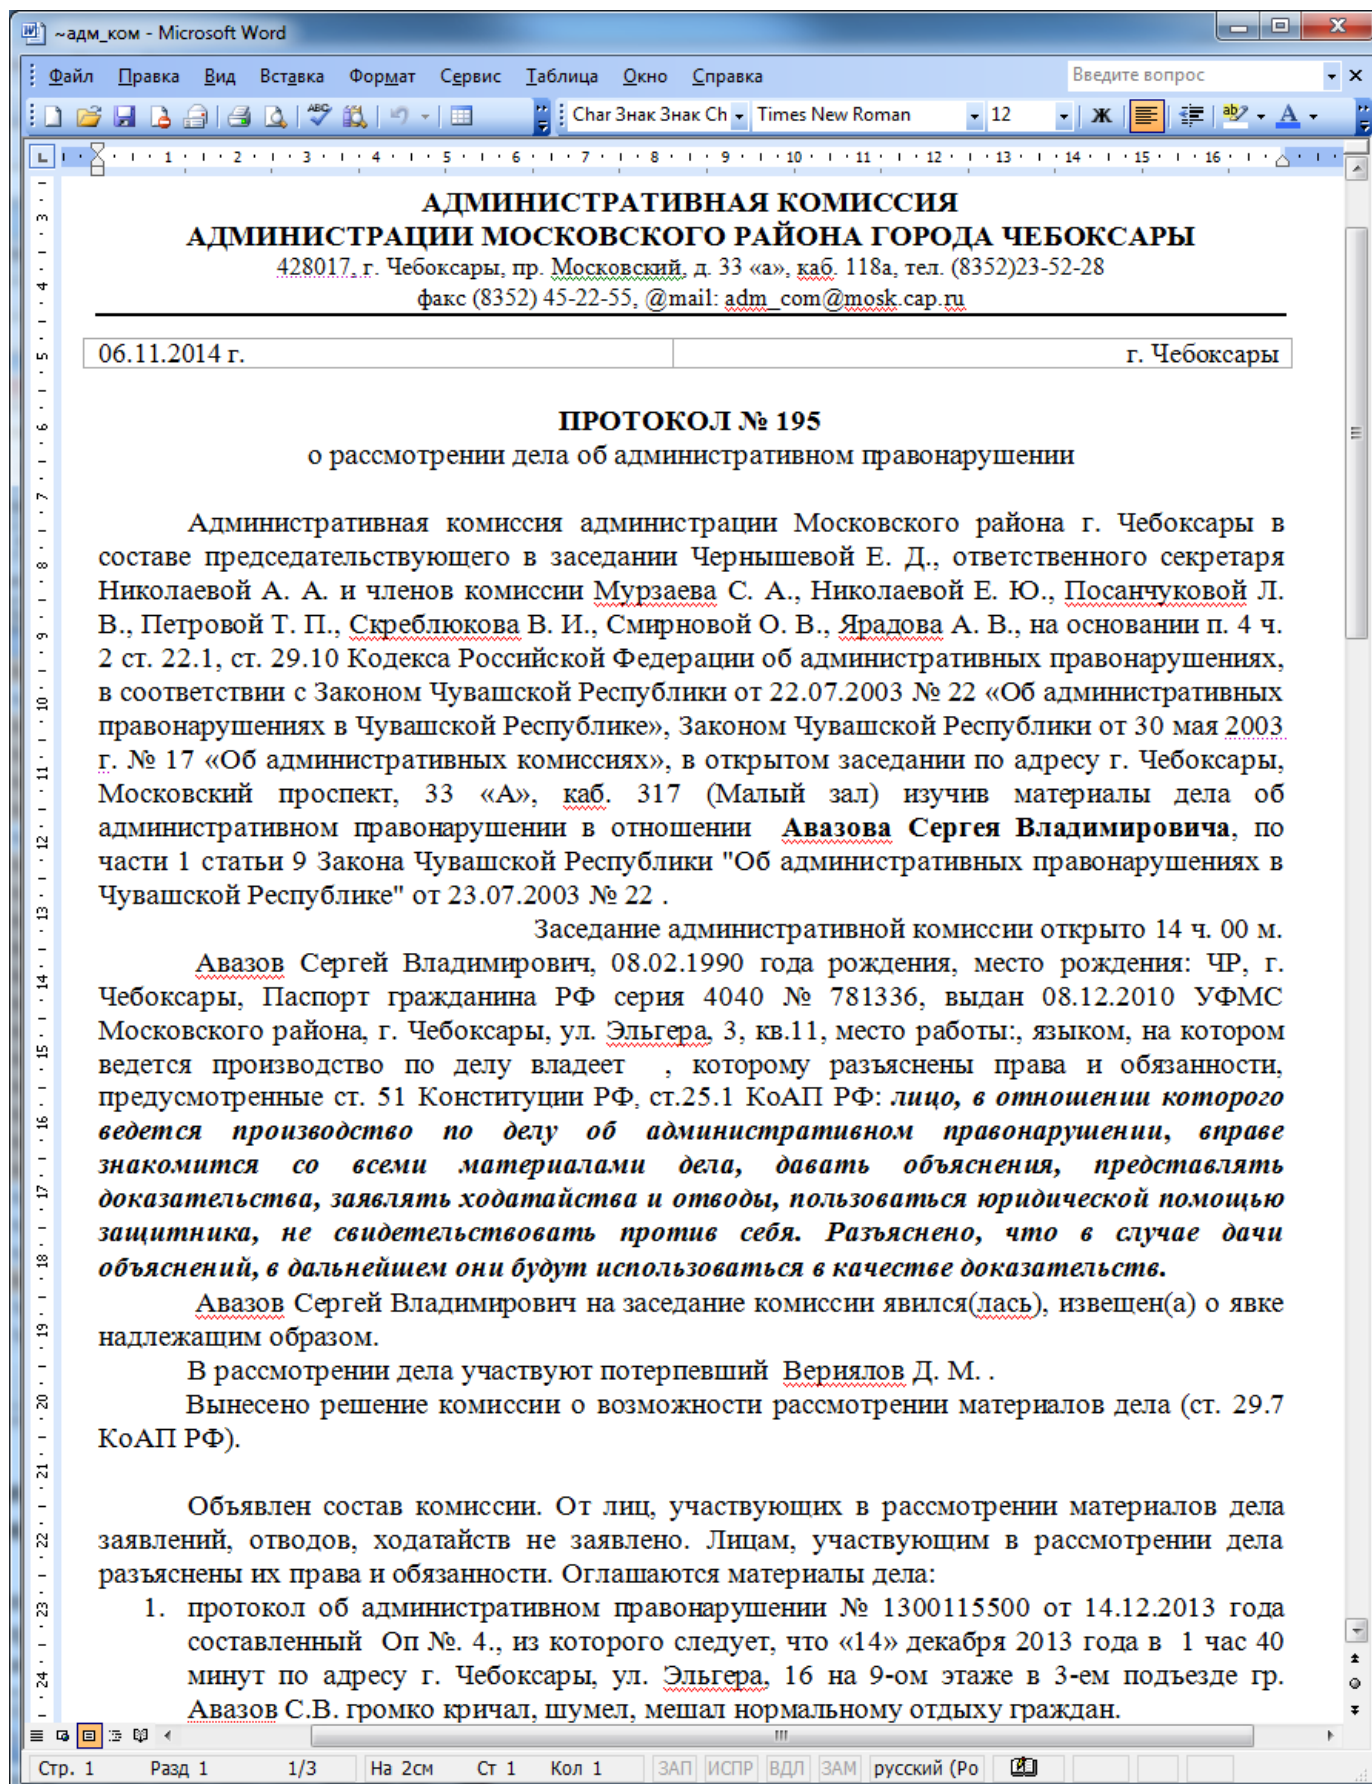 ~адм_ком - Microsoft Word
Файл Правка Вид Вставка Формат Сервис Таблица Окно Справка Введите вопрос
Char Знак Знак Ch Times New Roman 12 Ж
1 2 3 4 5 6 7 8 9 10 11 12 13 14 15 16
АДМИНИСТРАТИВНАЯ КОМИССИЯ
АДМИНИСТРАЦИИ МОСКОВСКОГО РАЙОНА ГОРОДА ЧЕБОКСАРЫ
428017, г. Чебоксары, пр. Московский, д. 33 «а», каб. 118а, тел. (8352)23-52-28
факс (8352) 45-22-55, @mail: adm_com@mosk.cap.ru
06.11.2014 г. г. Чебоксары
ПРОТОКОЛ № 195
о рассмотрении дела об административном правонарушении
Административная комиссия администрации Московского района г. Чебоксары в
составе председательствующего в заседании Чернышевой Е. Д., ответственного секретаря
Николаевой А. А. и членов комиссии Мурзаева С. А., Николаевой Е. Ю., Посанчуковой Л.
В., Петровой Т. П., Скреблюкова В. И., Смирновой О. В., Ярадова А. В., на основании п. 4 ч.
2 ст. 22.1, ст. 29.10 Кодекса Российской Федерации об административных правонарушениях,
в соответствии с Законом Чувашской Республики от 22.07.2003 № 22 «Об административных
правонарушениях в Чувашской Республике», Законом Чувашской Республики от 30 мая 2003
г. № 17 «Об административных комиссиях», в открытом заседании по адресу г. Чебоксары,
Московский проспект, 33 «А», каб. 317 (Малый зал) изучив материалы дела об
административном правонарушении в отношении Авазова Сергея Владимировича, по
части 1 статьи 9 Закона Чувашской Республики "Об административных правонарушениях в
Чувашской Республике" от 23.07.2003 № 22 .
Заседание административной комиссии открыто 14 ч. 00 м.
Авазов Сергей Владимирович, 08.02.1990 года рождения, место рождения: ЧР, г.
Чебоксары, Паспорт гражданина РФ серия 4040 № 781336, выдан 08.12.2010 УФМС
Московского района, г. Чебоксары, ул. Эльгера, 3, кв.11, место работы:, языком, на котором
ведется производство по делу владеет , которому разъяснены права и обязанности,
предусмотренные ст. 51 Конституции РФ, ст.25.1 КоАП РФ: лицо, в отношении которого
ведется производство по делу об административном правонарушении, вправе
знакомится со всеми материалами дела, давать объяснения, представлять
доказательства, заявлять ходатайства и отводы, пользоваться юридической помощью
защитника, не свидетельствовать против себя. Разъяснено, что в случае дачи
объяснений, в дальнейшем они будут использоваться в качестве доказательств.
Авазов Сергей Владимирович на заседание комиссии явился(лась), извещен(а) о явке
надлежащим образом.
В рассмотрении дела участвуют потерпевший Вериялов Д. М. .
Вынесено решение комиссии о возможности рассмотрении материалов дела (ст. 29.7
КоАП РФ).
Объявлен состав комиссии. От лиц, участвующих в рассмотрении материалов дела
заявлений, отводов, ходатайств не заявлено. Лицам, участвующим в рассмотрении дела
разъяснены их права и обязанности. Оглашаются материалы дела:
1. протокол об административном правонарушении № 1300115500 от 14.12.2013 года
составленный Оп №. 4., из которого следует, что «14» декабря 2013 года в 1 час 40
минут по адресу г. Чебоксары, ул. Эльгера, 16 на 9-ом этаже в 3-ем подъезде гр.
Авазов С.В. громко кричал, шумел, мешал нормальному отдыху граждан.
Стр. 1 Разд 1 1/3 На 2см Ст 1 Кол 1 ЗАП ИСПР ВДЛ ЗАМ русский (Ро